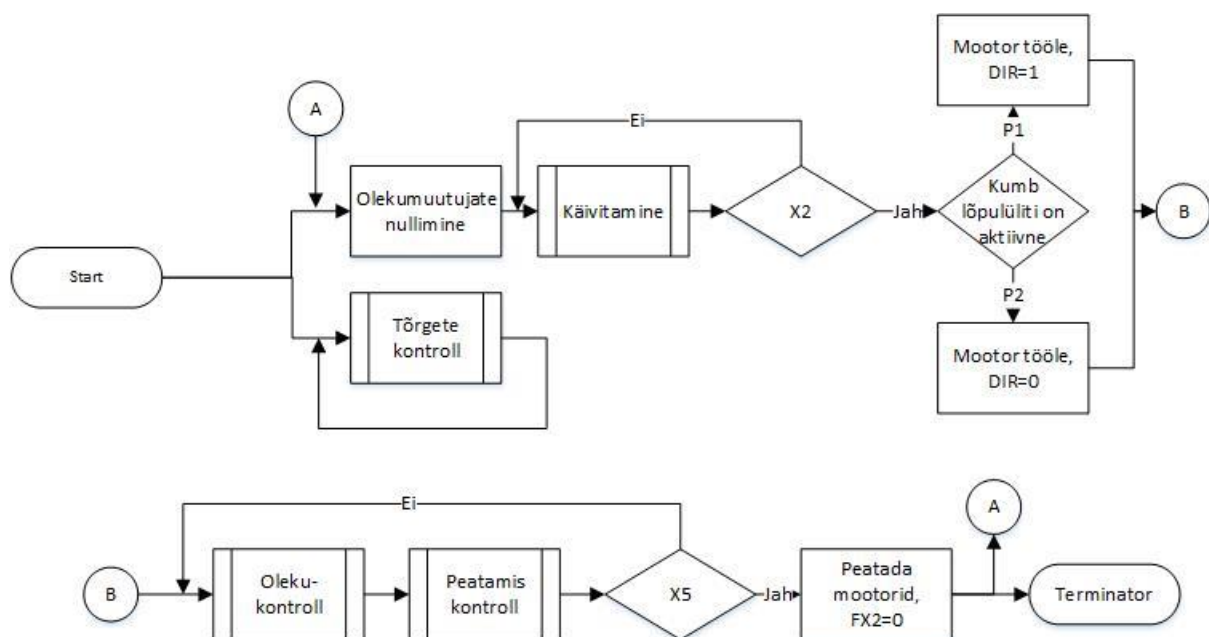 A
Start
Olekumuutujate
nullimine
Ei
Käivitamine
X2
Jah
Kumb
lõpulüliti on
aktiivne
P1
Mootor tööle,
DIR=1
P2
Mootor tööle,
DIR=0
B
Tõrgete
kontroll
B
Ei
Oleku-
kontroll
Peatamis
kontroll
X5
Jah
Peatada
mootorid,
FX2=0
A
Terminator